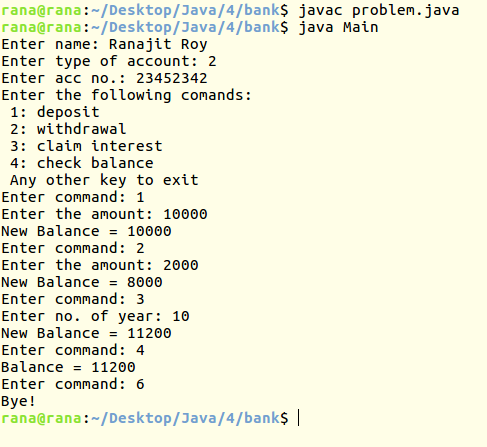 rana@rana:~/Desktop/Java/4/bank$ javac problem.java
rana@rana:~/Desktop/Java/4/bank$ java Main
Enter name: Ranajit Roy
Enter type of account: 2
Enter acc no.: 23452342
Enter the following comands:
 1: deposit
 2: withdrawal
 3: claim interest
 4: check balance
 Any other key to exit
Enter command: 1
Enter the amount: 10000
New Balance = 10000
Enter command: 2
Enter the amount: 2000
New Balance = 8000
Enter command: 3
Enter no. of year: 10
New Balance = 11200
Enter command: 4
Balance = 11200
Enter command: 6
Bye!
rana@rana:~/Desktop/Java/4/bank$